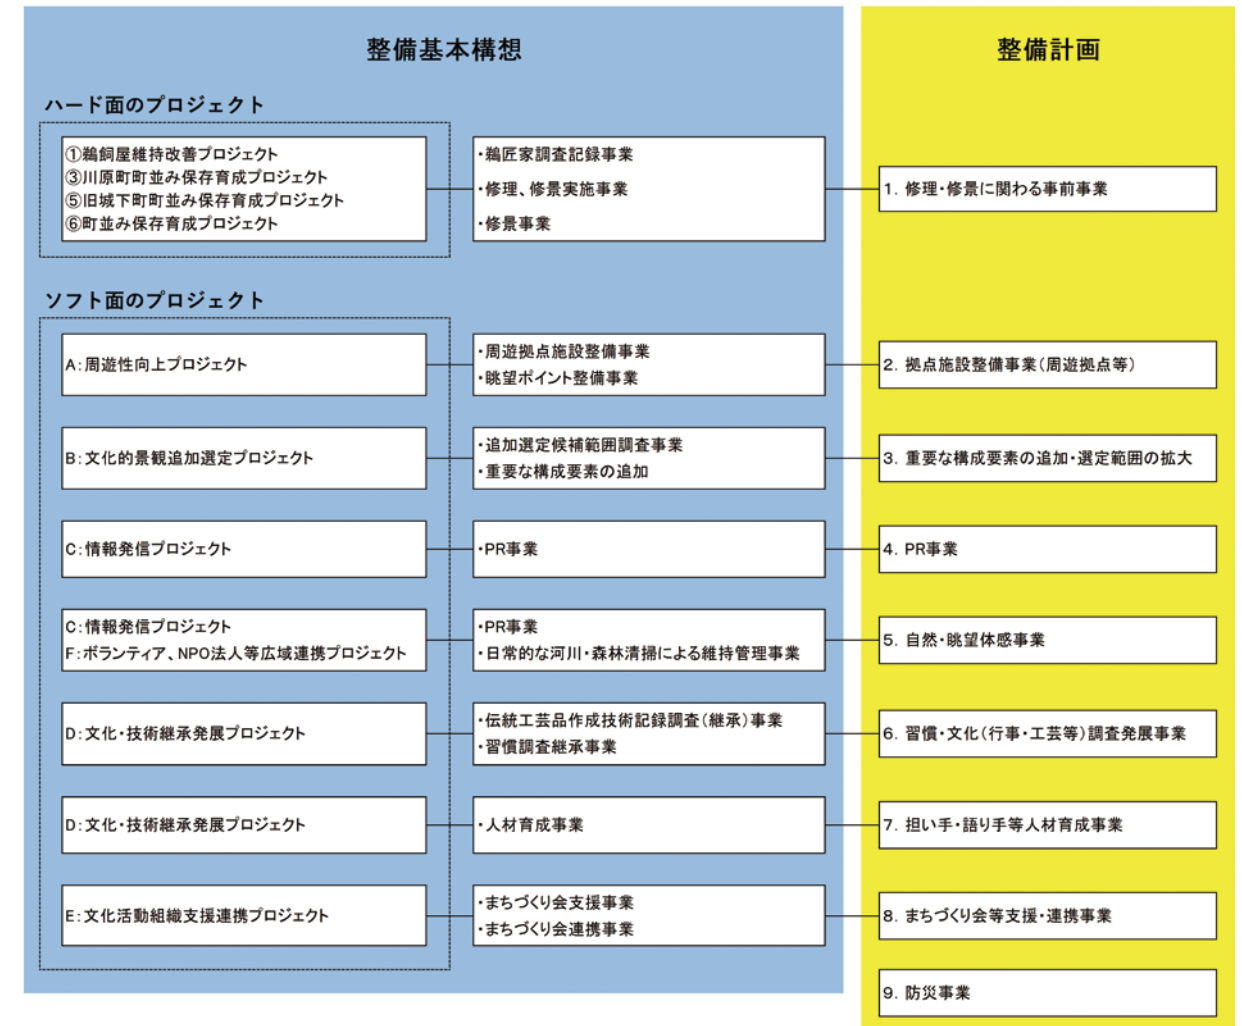 整備基本構想
整備計画
ハード面のプロジェクト
①鵜飼屋維持改善プロジェクト
③川原町町並み保存育成プロジェクト
⑤旧城下町町並み保存育成プロジェクト
⑥町並み保存育成プロジェクト
・鵜匠家調査記録事業
・修理、修景実施事業
・修景事業
1. 修理・修景に関わる事前事業
ソフト面のプロジェクト
A：周遊性向上プロジェクト
・周遊拠点施設整備事業
・眺望ポイント整備事業
2. 拠点施設整備事業（周遊拠点等）
B：文化的景観追加選定プロジェクト
・追加選定候補範囲調査事業
・重要な構成要素の追加
3. 重要な構成要素の追加・選定範囲の拡大
C：情報発信プロジェクト
・PR事業
4. PR事業
C：情報発信プロジェクト
F：ボランティア、NPO法人等広域連携プロジェクト
・PR事業
・日常的な河川・森林清掃による維持管理事業
5. 自然・眺望体感事業
D：文化・技術継承発展プロジェクト
・伝統工芸品作成技術記録調査（継承）事業
・習慣調査継承事業
6. 習慣・文化（行事・工芸等）調査発展事業
D：文化・技術継承発展プロジェクト
・人材育成事業
7. 担い手・語り手等人材育成事業
E：文化活動組織支援連携プロジェクト
・まちづくり会支援事業
・まちづくり会連携事業
8. まちづくり会等支援・連携事業
9. 防災事業